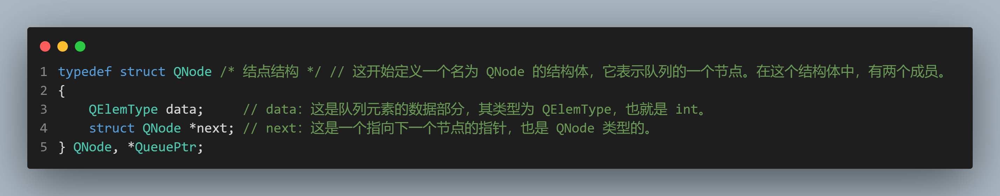 1 typedef struct QNode /* 结点结构 */ // 这开始定义一个名为 QNode 的结构体，它表示队列的一个节点。在这个结构体中，有两个成员。
2 {
3     QElemType data;     // data：这是队列元素的数据部分，其类型为 QElemType，也就是 int。
4     struct QNode *next; // next：这是一个指向下一个节点的指针，也是 QNode 类型的。
5 } QNode, *QueuePtr;